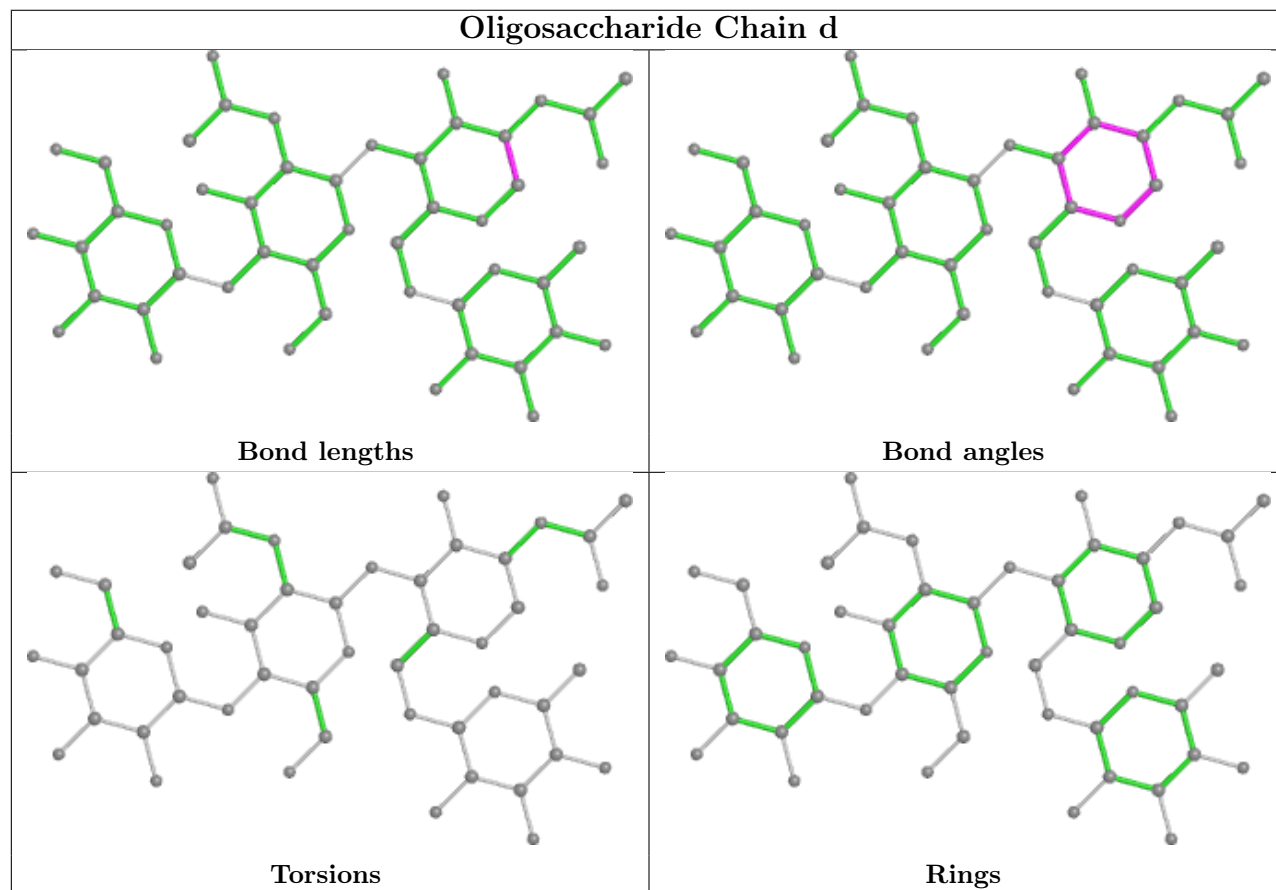 Oligosaccharide Chain d
Bond lengths
Bond angles
Torsions
Rings